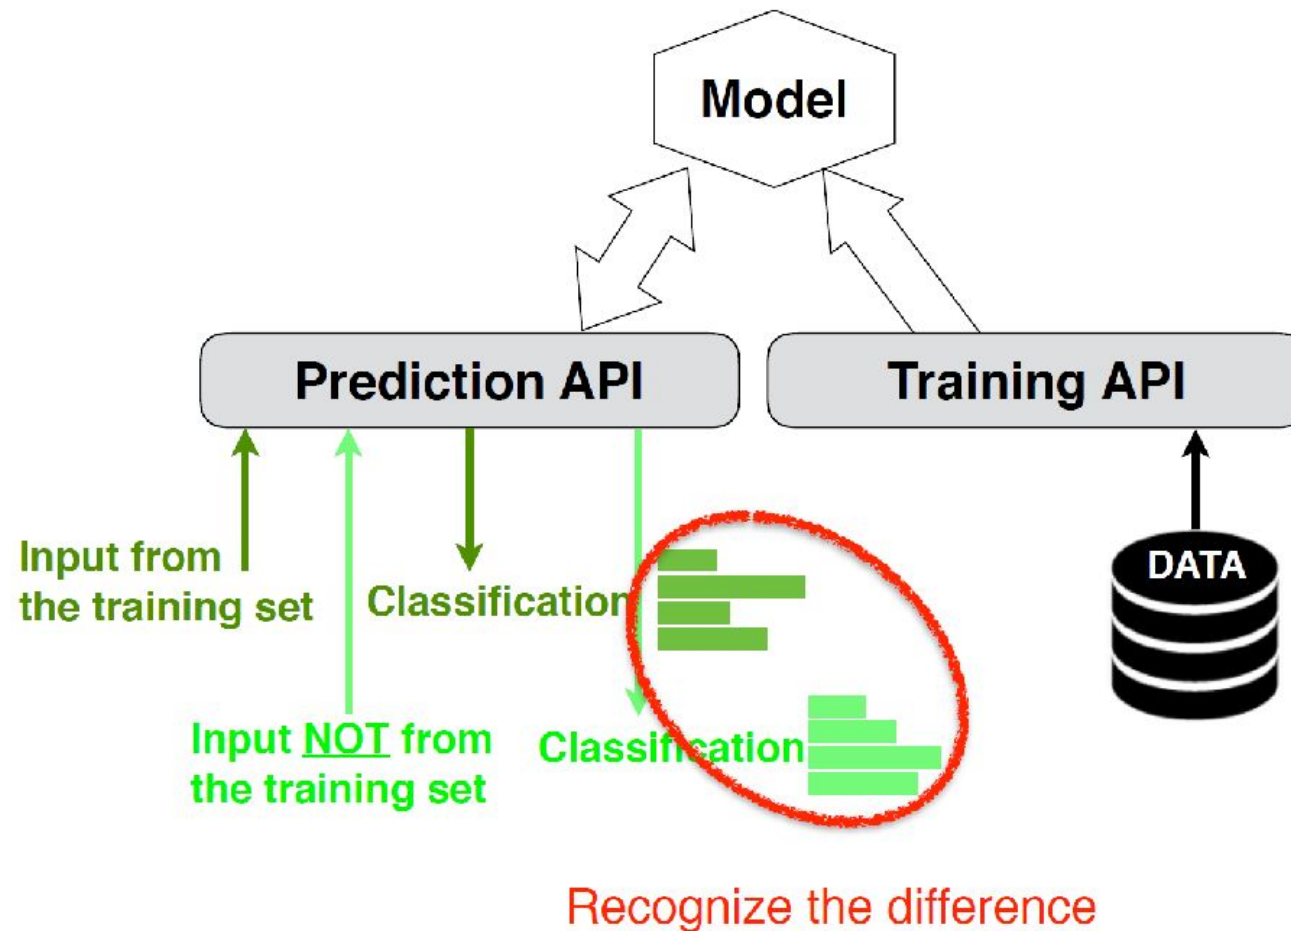 Model
Prediction API
Training API
Input from
the training set
Classification
DATA
Input NOT from
the training set
Classification
Recognize the difference